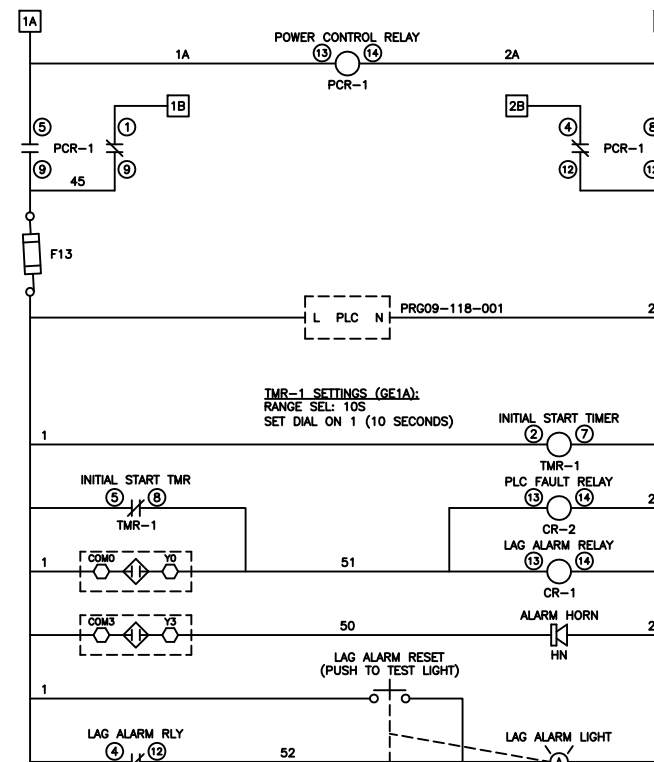 1A
POWER CONTROL RELAY
1A 13 14 2A
PCR-1
1B 2B
5 1 4 8
PCR-1 PCR-1
9 9 12
45
F13
L PLC N PRG09-118-001 2
TMR-1 SETTINGS (GE1A):
RANGE SEL: 10S
SET DIAL ON 1 (10 SECONDS)
INITIAL START TIMER
1 2 7
TMR-1
INITIAL START TMR PLC FAULT RELAY
5 8 13 14 2
TMR-1 CR-2
LAG ALARM RELAY
1 COM0 Y0 51 13 14
CR-1
ALARM HORN
COM3 Y3 50 2
HN
LAG ALARM RESET
(PUSH TO TEST LIGHT)
1
LAG ALARM RLY LAG ALARM LIGHT
4 12 52
A